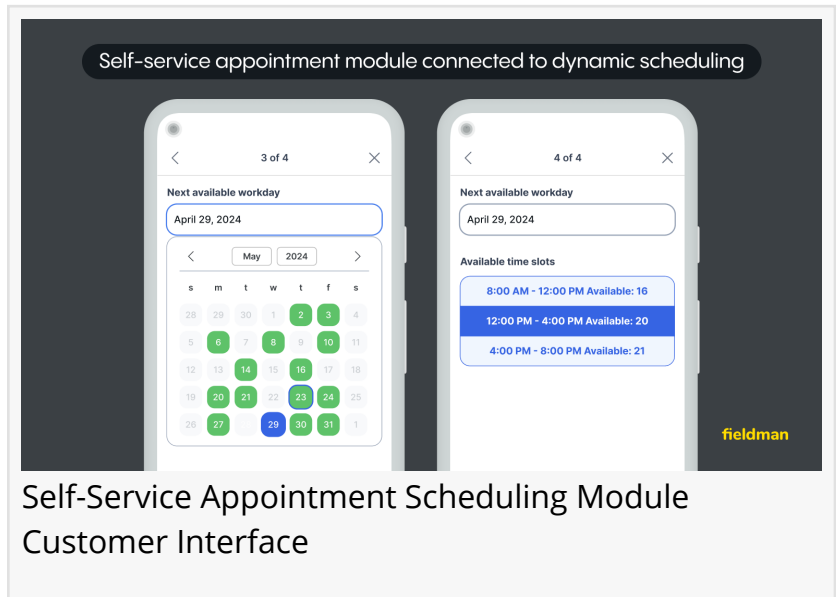 Self-service appointment module connected to dynamic scheduling
3 of 4
Next available workday
April 29, 2024
May 2024
s m t w t f s
28 29 30 1 2 3 4
5 6 7 8 9 10 11
12 13 14 15 16 17 18
19 20 21 22 23 24 25
26 27 29 30 31 1
4 of 4
Next available workday
April 29, 2024
Available time slots
8:00 AM - 12:00 PM Available: 16
12:00 PM - 4:00 PM Available: 20
4:00 PM - 8:00 PM Available: 21
fieldman
Self-Service Appointment Scheduling Module
Customer Interface